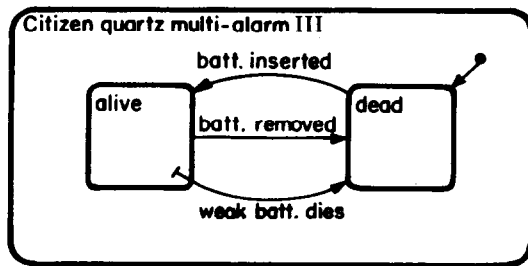 Citizen quartz multi-alarm III
batt. inserted
alive
dead
batt. removed
weak batt. dies